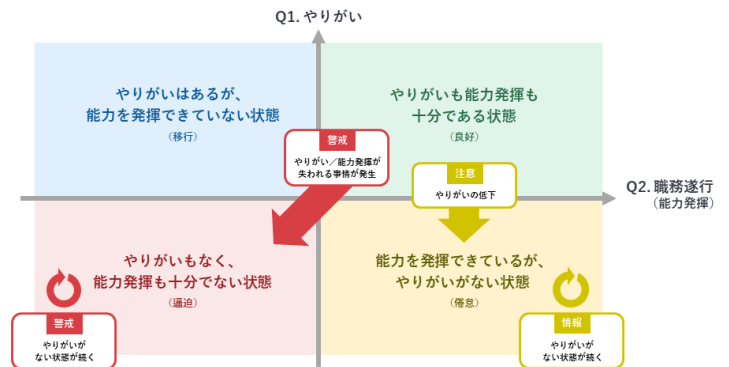 Q1. やりがい
やりがいはあるが、
能力を発揮できていない状態
（移行）
やりがいも能力発揮も
十分である状態
（良好）
警戒
やりがい／能力発揮が
失われる事情が発生
注意
やりがいの低下
Q2. 職務遂行
（能力発揮）
やりがいもなく、
能力発揮も十分でない状態
（逼迫）
能力を発揮できているが、
やりがいがない状態
（倦怠）
警戒
やりがいが
ない状態が続く
情報
やりがいが
ない状態が続く